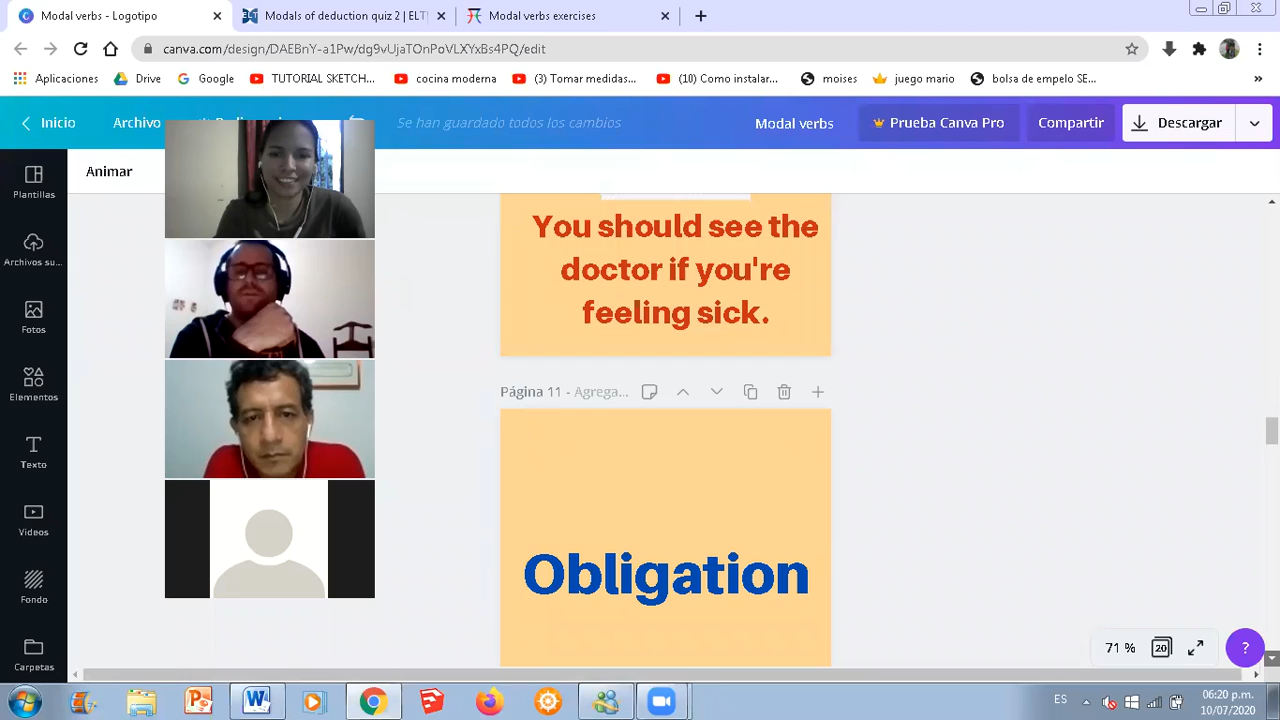 Modal verbs - Logotipo
Modals of deduction quiz 2 | ELT
Modal verbs exercises
canva.com/design/DAEBnY-a1Pw/dg9vUjaTOnPoVLXYxBs4PQ/edit
Aplicaciones
Drive
Google
TUTORIAL SKETCH...
cocina moderna
(3) Tomar medidas...
(10) Como instalar...
moises
juego mario
bolsa de empelo SE...
»
Inicio
Archivo
Se han guardado todos los cambios
Modal verbs
Prueba Canva Pro
Compartir
Descargar
Animar
Plantillas
Archivos su...
Fotos
Elementos
Texto
Videos
Fondo
Carpetas
You should see the
doctor if you're
feeling sick.
Página 11 - Agrega...
Obligation
71 %
20
?
ES
06:20 p.m.
10/07/2020